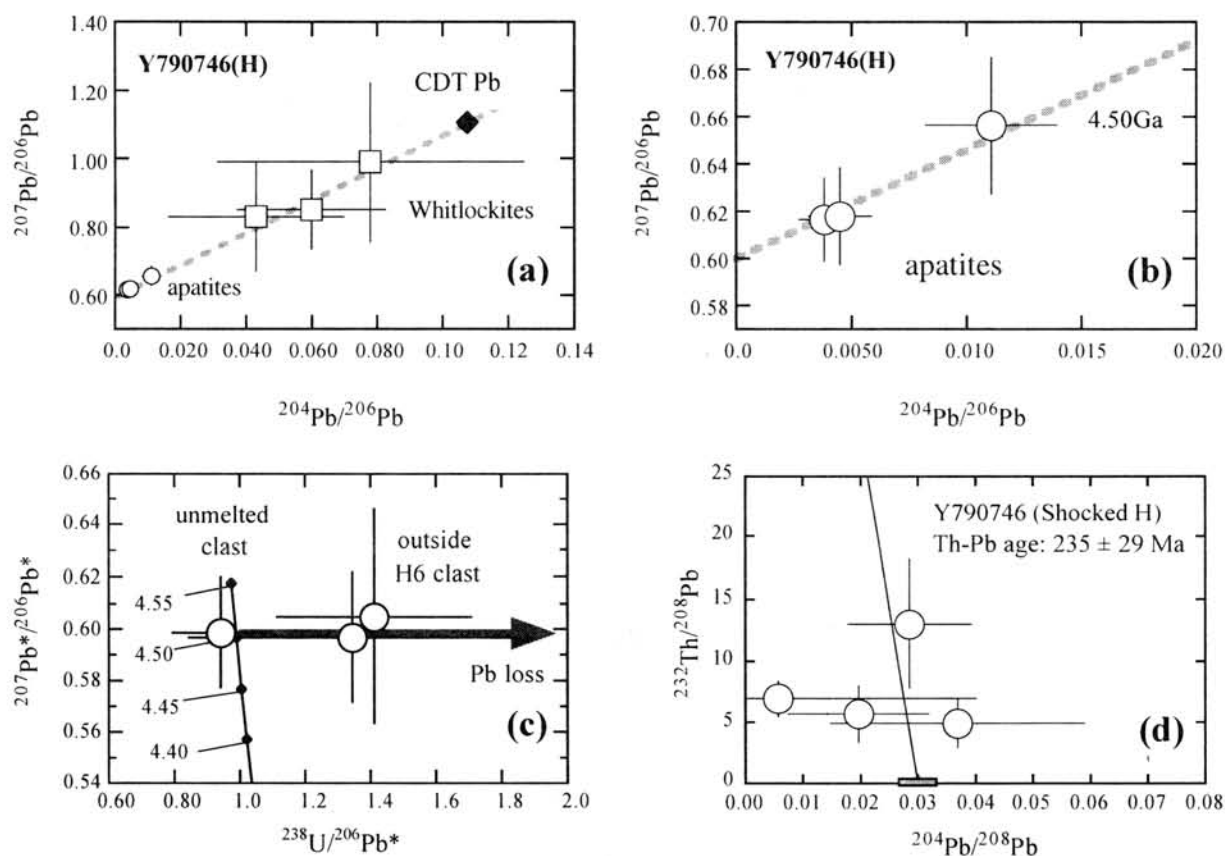 1.40
1.20
1.00
0.80
0.60
207Pb/206Pb
Y790746(H)
CDT Pb
Whitlockites
apatites
(a)
0.0 0.020 0.040 0.060 0.080 0.10 0.12 0.14
204Pb/206Pb
0.70
0.68
0.66
0.64
0.62
0.60
0.58
207Pb/206Pb
Y790746(H)
4.50Ga
apatites
(b)
0.0 0.0050 0.010 0.015 0.020
204Pb/206Pb
0.66
0.64
0.62
0.60
0.58
0.56
0.54
207Pb*/206Pb*
unmelted
clast
outside
H6 clast
4.55
4.50
4.45
4.40
Pb loss
(c)
0.60 0.80 1.0 1.2 1.4 1.6 1.8 2.0
238U/206Pb*
25
20
15
10
5
0
232Th/208Pb
Y790746 (Shocked H)
Th-Pb age: 235 ± 29 Ma
(d)
0.00 0.01 0.02 0.03 0.04 0.05 0.06 0.07 0.08
204Pb/208Pb